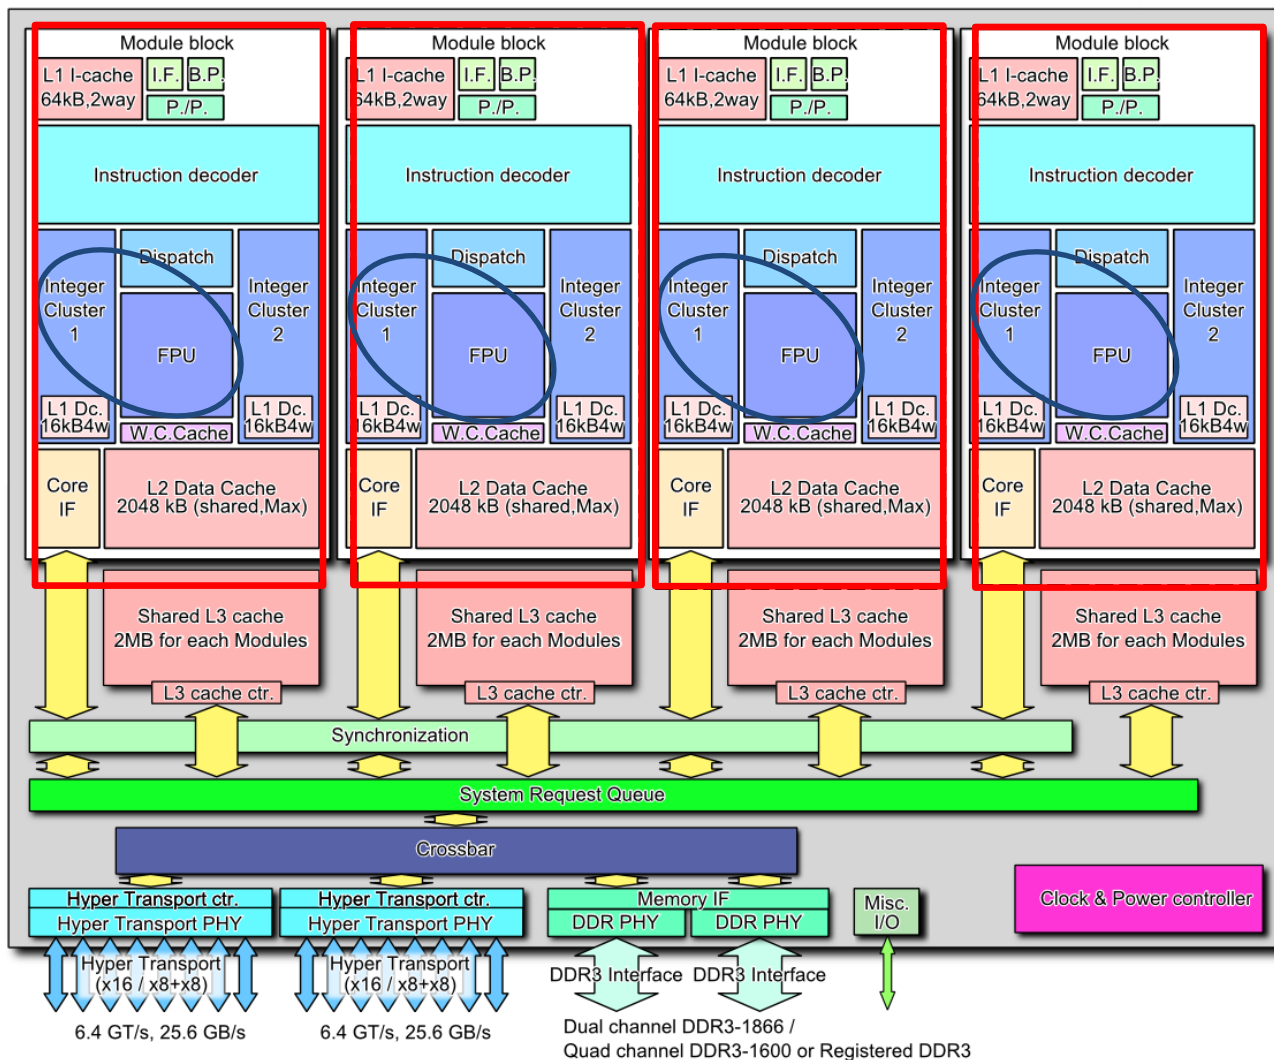 Module block
L1 I-cache
64kB,2way
I.F.
B.P.
P./P.
Instruction decoder
Integer
Cluster
1
Dispatch
FPU
Integer
Cluster
2
L1 Dc.
16kB4w
W.C.Cache
L1 Dc.
16kB4w
Core
IF
L2 Data Cache
2048 kB (shared,Max)
Module block
L1 I-cache
64kB,2way
I.F.
B.P.
P./P.
Instruction decoder
Integer
Cluster
1
Dispatch
FPU
Integer
Cluster
2
L1 Dc.
16kB4w
W.C.Cache
L1 Dc.
16kB4w
Core
IF
L2 Data Cache
2048 kB (shared,Max)
Module block
L1 I-cache
64kB,2way
I.F.
B.P.
P./P.
Instruction decoder
Integer
Cluster
1
Dispatch
FPU
Integer
Cluster
2
L1 Dc.
16kB4w
W.C.Cache
L1 Dc.
16kB4w
Core
IF
L2 Data Cache
2048 kB (shared,Max)
Module block
L1 I-cache
64kB,2way
I.F.
B.P.
P./P.
Instruction decoder
Integer
Cluster
1
Dispatch
FPU
Integer
Cluster
2
L1 Dc.
16kB4w
W.C.Cache
L1 Dc.
16kB4w
Core
IF
L2 Data Cache
2048 kB (shared,Max)
Shared L3 cache
2MB for each Modules
L3 cache ctr.
Shared L3 cache
2MB for each Modules
L3 cache ctr.
Shared L3 cache
2MB for each Modules
L3 cache ctr.
Shared L3 cache
2MB for each Modules
L3 cache ctr.
Synchronization
System Request Queue
Crossbar
Hyper Transport ctr.
Hyper Transport PHY
Hyper Transport ctr.
Hyper Transport PHY
Memory IF
DDR PHY
DDR PHY
Misc.
I/O
Clock & Power controller
Hyper Transport
(x16 / x8+x8)
Hyper Transport
(x16 / x8+x8)
DDR3 Interface
DDR3 Interface
6.4 GT/s, 25.6 GB/s
6.4 GT/s, 25.6 GB/s
Dual channel DDR3-1866 /
Quad channel DDR3-1600 or Registered DDR3